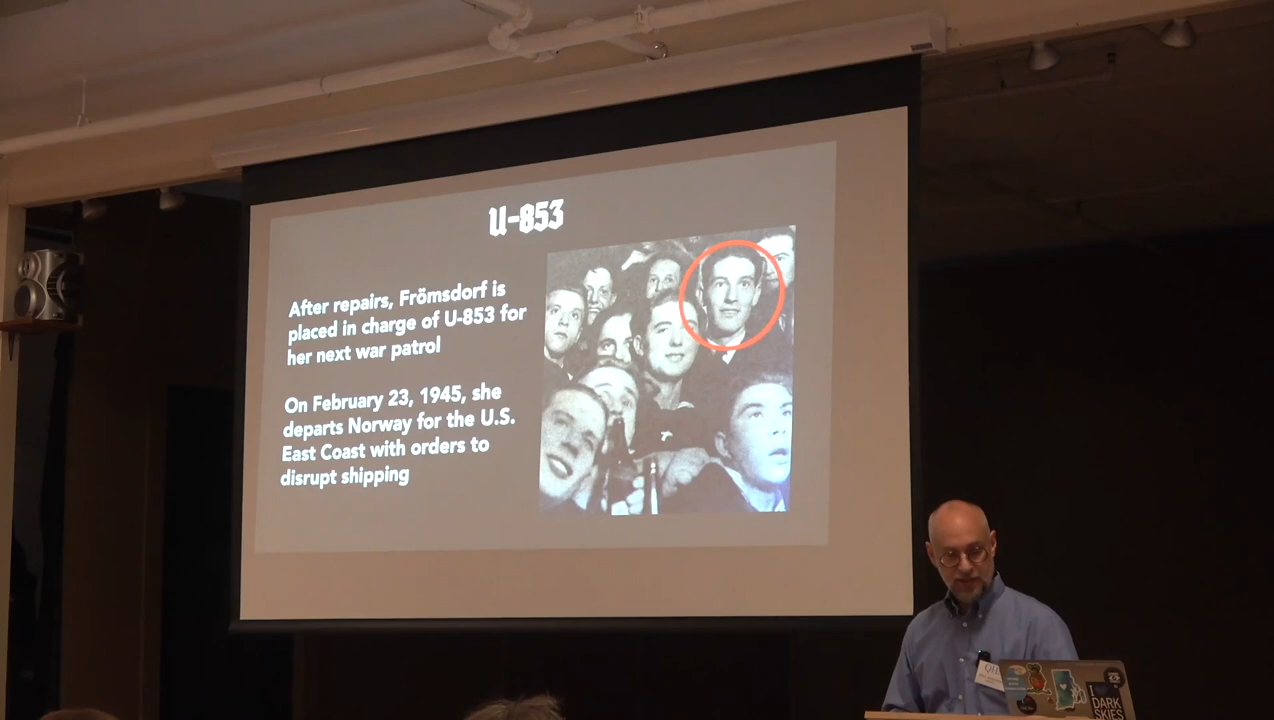 U-853
After repairs, Frömsdorf is
placed in charge of U-853 for
her next war patrol
On February 23, 1945, she
departs Norway for the U.S.
East Coast with orders to
disrupt shipping
I
DARK
SKIES